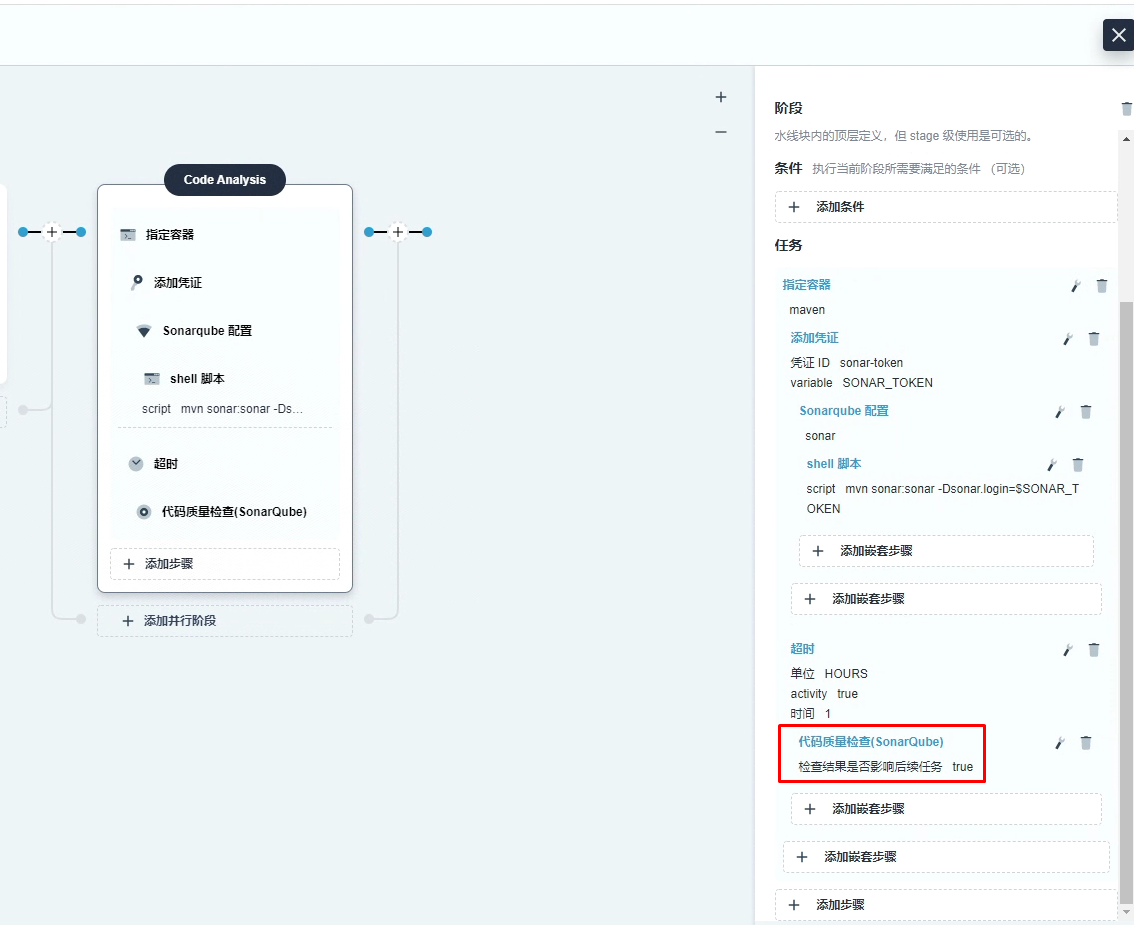 Code Analysis
指定容器
添加凭证
Sonarqube 配置
shell 脚本
script mvn sonar:sonar -Ds...
超时
代码质量检查(SonarQube)
添加步骤
添加并行阶段
阶段
水线块内的顶层定义，但 stage 级使用是可选的。
条件 执行当前阶段所需要满足的条件 （可选）
添加条件
任务
指定容器
maven
添加凭证
凭证 ID sonar-token
variable SONAR_TOKEN
Sonarqube 配置
sonar
shell 脚本
script mvn sonar:sonar -Dsonar.login=$SONAR_T
OKEN
添加嵌套步骤
添加嵌套步骤
超时
单位 HOURS
activity true
时间 1
代码质量检查(SonarQube)
检查结果是否影响后续任务 true
添加嵌套步骤
添加嵌套步骤
添加步骤